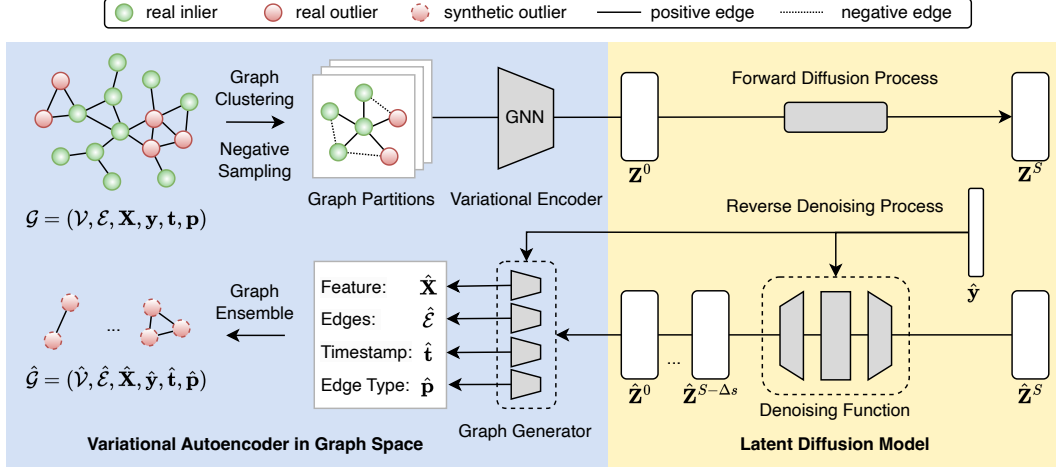 real inlier real outlier synthetic outlier positive edge negative edge
Graph
Clustering
Negative
Sampling
GNN
Graph Partitions
Variational Encoder
𝒢 = (𝒱, ℰ, X, y, t, p)
Forward Diffusion Process
Z⁰
Z^S
Reverse Denoising Process
ŷ
Feature: X̂
Edges: ℰ̂
Timestamp: t̂
Edge Type: p̂
Graph
Ensemble
...
𝒢̂ = (𝒱̂, ℰ̂, X̂, ŷ, t̂, p̂)
Graph Generator
Ẑ⁰
...
Ẑ^{S−Δs}
Denoising Function
Ẑ^S
Variational Autoencoder in Graph Space
Latent Diffusion Model